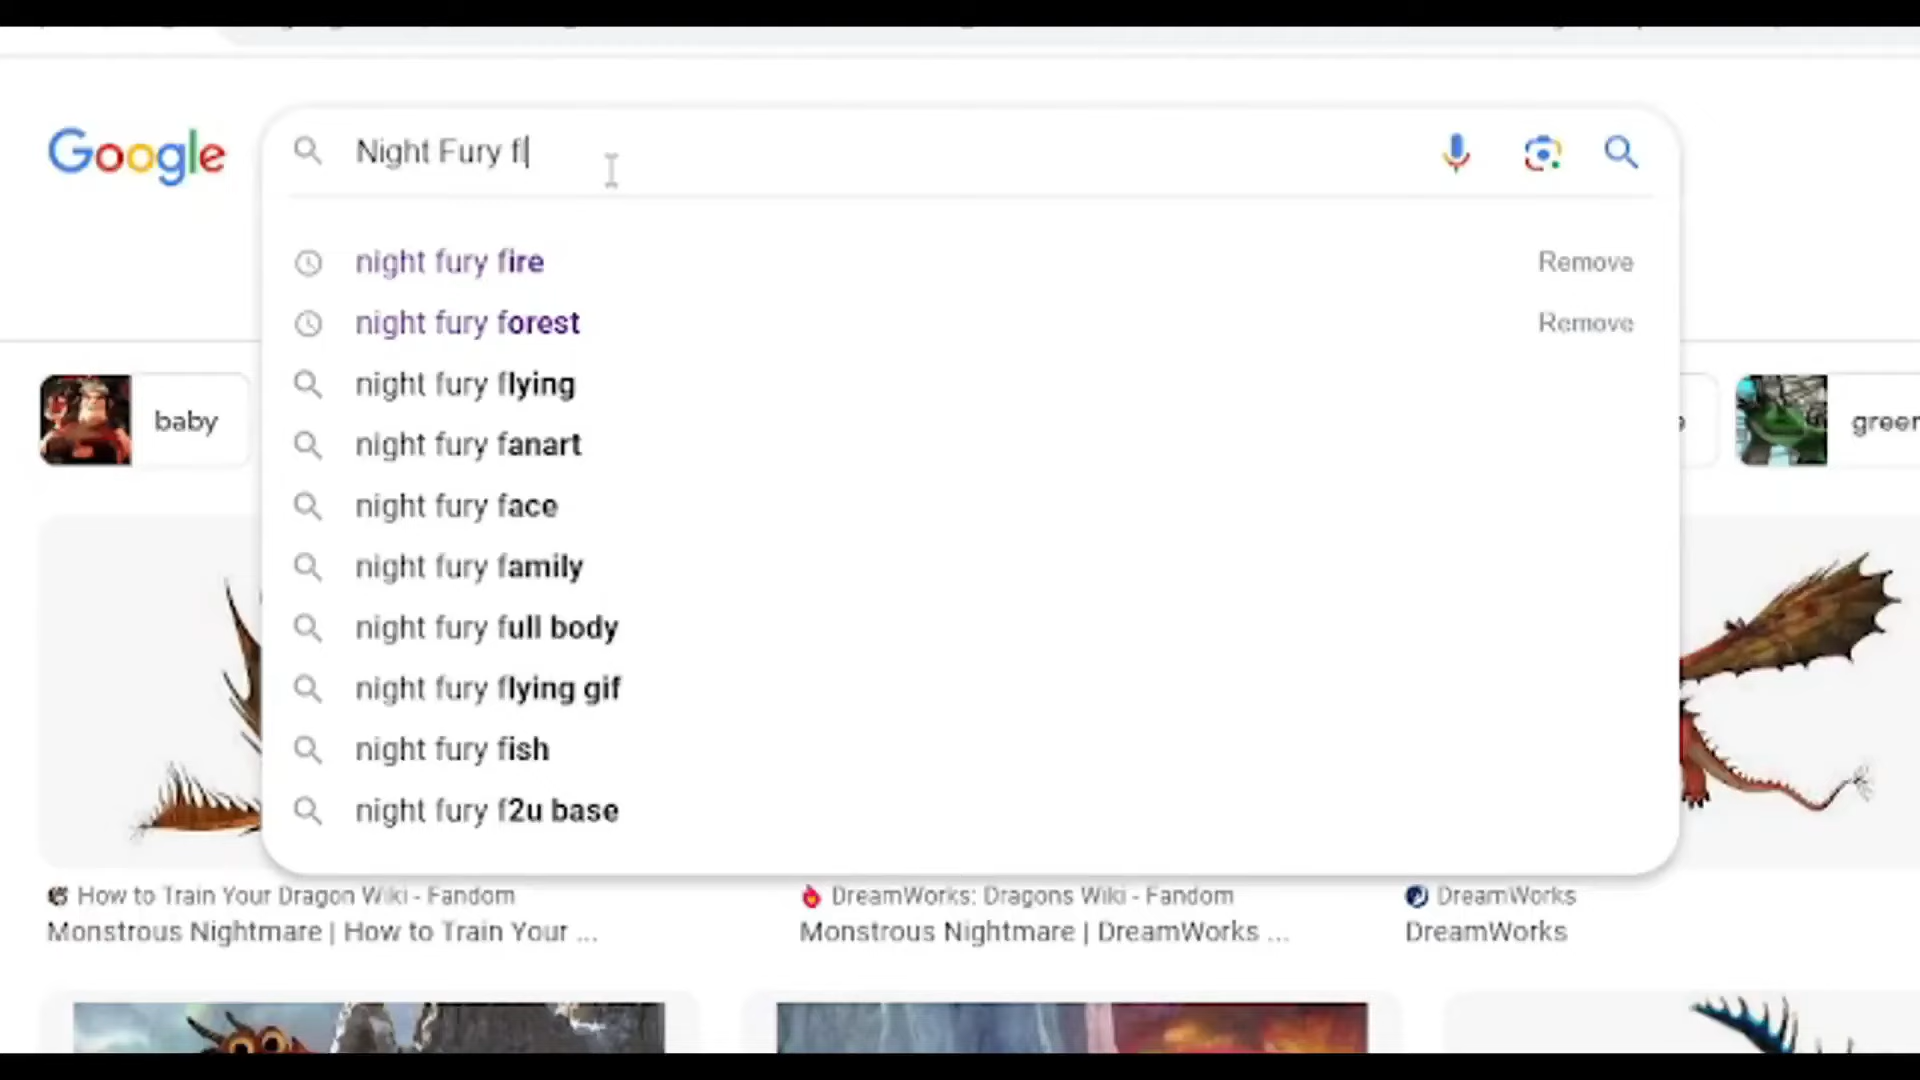 Google
Night Fury f
night fury fire
Remove
night fury forest
Remove
night fury flying
night fury fanart
night fury face
night fury family
night fury full body
night fury flying gif
night fury fish
night fury f2u base
baby
green
How to Train Your Dragon Wiki - Fandom
Monstrous Nightmare | How to Train Your ...
DreamWorks: Dragons Wiki - Fandom
Monstrous Nightmare | DreamWorks ...
DreamWorks
DreamWorks